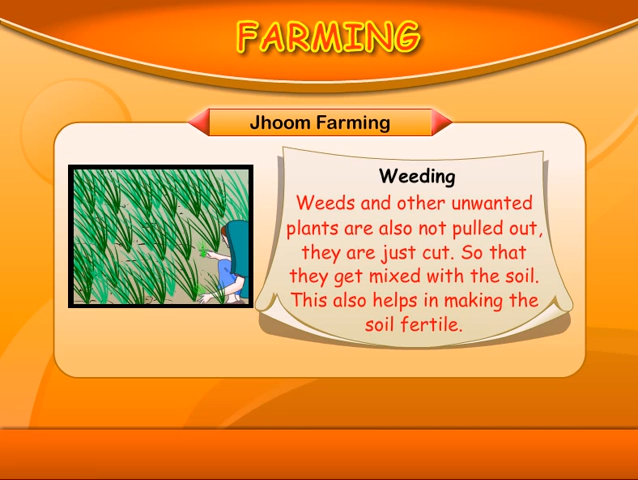 FARMING
Jhoom Farming
Weeding
Weeds and other unwanted
plants are also not pulled out,
they are just cut. So that
they get mixed with the soil.
This also helps in making the
soil fertile.